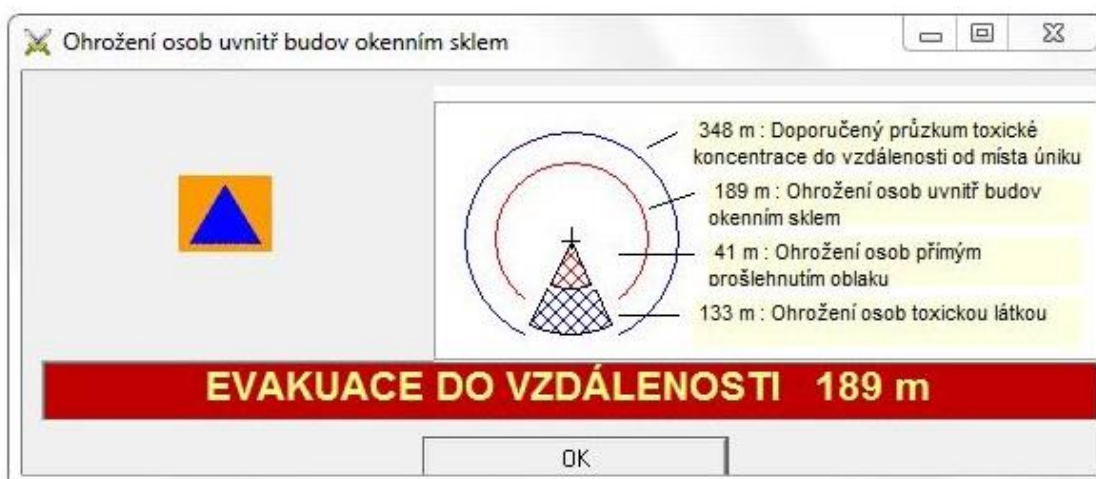 Ohrožení osob uvnitř budov okenním sklem
348 m : Doporučený průzkum toxické
koncentrace do vzdálenosti od místa úniku
189 m : Ohrožení osob uvnitř budov
okenním sklem
41 m : Ohrožení osob přímým
prošlehnutím oblaku
133 m : Ohrožení osob toxickou látkou
EVAKUACE DO VZDÁLENOSTI 189 m
OK